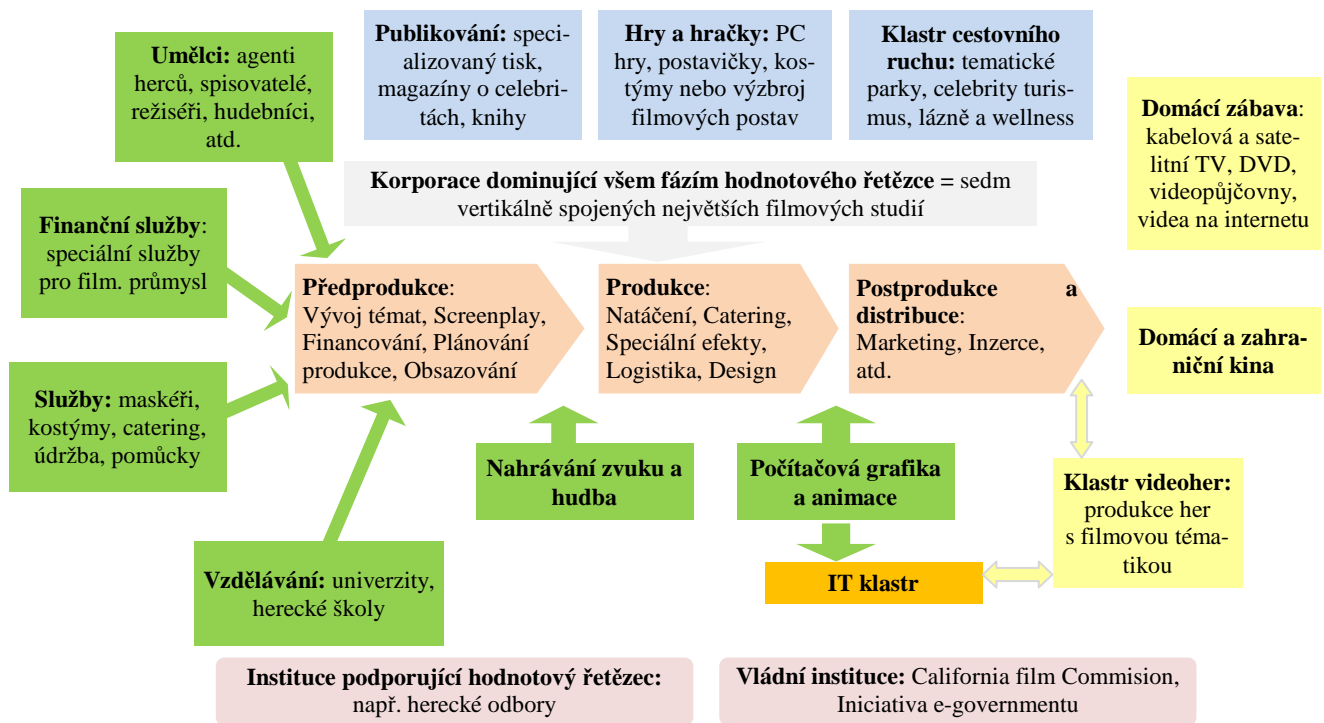 Umělci: agenti
herců, spisovatelé,
režiséři, hudebníci,
atd.
Publikování: speci-
alizovaný tisk,
magazíny o celebri-
tách, knihy
Hry a hračky: PC
hry, postavičky, kos-
týmy nebo výzbroj
filmových postav
Klastr cestovního
ruchu: tematické
parky, celebrity turis-
mus, lázně a wellness
Domácí zábava:
kabelová a sate-
litní TV, DVD,
videopůjčovny,
videa na internetu
Korporace dominující všem fázím hodnotového řetězce = sedm
vertikálně spojených největších filmových studií
Finanční služby:
speciální služby
pro film. průmysl
Předprodukce:
Vývoj témat, Screenplay,
Financování, Plánování
produkce, Obsazování
Produkce:
Natáčení, Catering,
Speciální efekty,
Logistika, Design
Postprodukce a
distribuce:
Marketing, Inzerce,
atd.
Domácí a zahra-
niční kina
Služby: maskéři,
kostýmy, catering,
údržba, pomůcky
Nahrávání zvuku a
hudba
Počítačová grafika
a animace
Klastr videoher:
produkce her
s filmovou téma-
tikou
Vzdělávání: univerzity,
herecké školy
IT klastr
Instituce podporující hodnotový řetězec:
např. herecké odbory
Vládní instituce: California film Commision,
Iniciativa e-governmentu